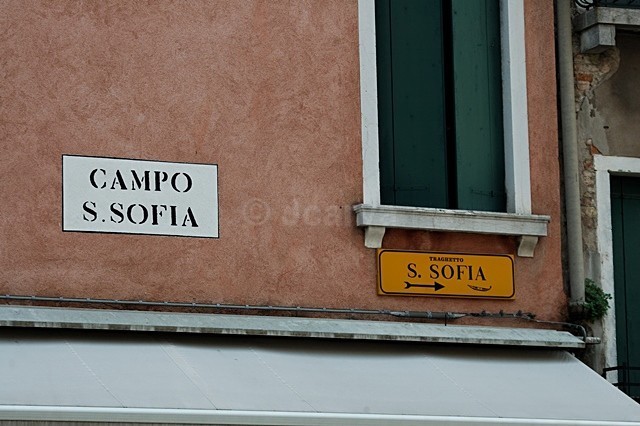 CAMPO
S. SOFIA
TRAGHETTO
S. SOFIA